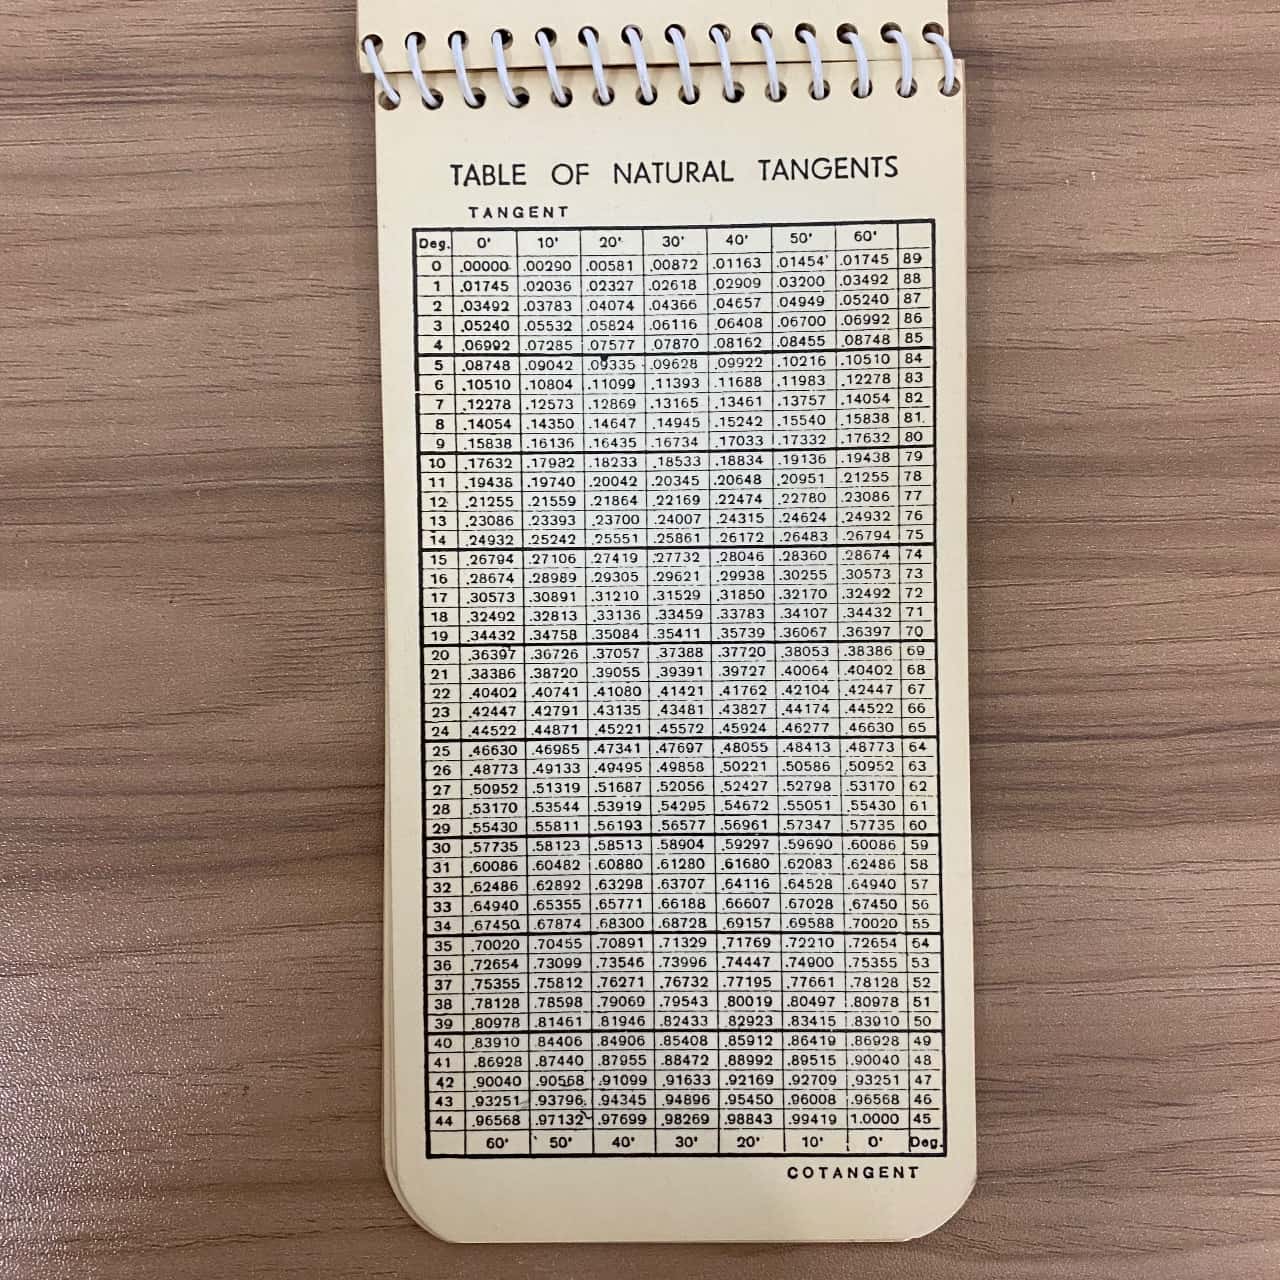 TABLE OF NATURAL TANGENTS
TANGENT
Deg. 0' 10' 20' 30' 40' 50' 60'
0 .00000 .00290 .00581 .00872 .01163 .01454 .01745 89
1 .01745 .02036 .02327 .02618 .02909 .03200 .03492 88
2 .03492 .03783 .04074 .04366 .04657 .04949 .05240 87
3 .05240 .05532 .05824 .06116 .06408 .06700 .06992 86
4 .06992 .07285 .07577 .07870 .08162 .08455 .08748 85
5 .08748 .09042 .09335 .09628 .09922 .10216 .10510 84
6 .10510 .10804 .11099 .11393 .11688 .11983 .12278 83
7 .12278 .12573 .12869 .13165 .13461 .13757 .14054 82
8 .14054 .14350 .14647 .14945 .15242 .15540 .15838 81.
9 .15838 .16136 .16435 .16734 .17033 .17332 .17632 80
10 .17632 .17982 .18233 .18533 .18834 .19136 .19438 79
11 .19438 .19740 .20042 .20345 .20648 .20951 .21255 78
12 .21255 .21559 .21864 .22169 .22474 .22780 .23086 77
13 .23086 .23393 .23700 .24007 .24315 .24624 .24932 76
14 .24932 .25242 .25551 .25861 .26172 .26483 .26794 75
15 .26794 .27106 .27419 .27732 .28046 .28360 .28674 74
16 .28674 .28989 .29305 .29621 .29938 .30255 .30573 73
17 .30573 .30891 .31210 .31529 .31850 .32170 .32492 72
18 .32492 .32813 .33136 .33459 .33783 .34107 .34432 71
19 .34432 .34758 .35084 .35411 .35739 .36067 .36397 70
20 .36397 .36726 .37057 .37388 .37720 .38053 .38386 69
21 .38386 .38720 .39055 .39391 .39727 .40064 .40402 68
22 .40402 .40741 .41080 .41421 .41762 .42104 .42447 67
23 .42447 .42791 .43135 .43481 .43827 .44174 .44522 66
24 .44522 .44871 .45221 .45572 .45924 .46277 .46630 65
25 .46630 .46985 .47341 .47697 .48055 .48413 .48773 64
26 .48773 .49133 .49495 .49858 .50221 .50586 .50952 63
27 .50952 .51319 .51687 .52056 .52427 .52798 .53170 62
28 .53170 .53544 .53919 .54295 .54672 .55051 .55430 61
29 .55430 .55811 .56193 .56577 .56961 .57347 .57735 60
30 .57735 .58123 .58513 .58904 .59297 .59690 .60086 59
31 .60086 .60482 .60880 .61280 .61680 .62083 .62486 58
32 .62486 .62892 .63298 .63707 .64116 .64528 .64940 57
33 .64940 .65355 .65771 .66188 .66607 .67028 .67450 56
34 .67450 .67874 .68300 .68728 .69157 .69588 .70020 55
35 .70020 .70455 .70891 .71329 .71769 .72210 .72654 54
36 .72654 .73099 .73546 .73996 .74447 .74900 .75355 53
37 .75355 .75812 .76271 .76732 .77195 .77661 .78128 52
38 .78128 .78598 .79069 .79543 .80019 .80497 .80978 51
39 .80978 .81461 .81946 .82433 .82923 .83415 .83910 50
40 .83910 .84406 .84906 .85408 .85912 .86419 .86928 49
41 .86928 .87440 .87955 .88472 .88992 .89515 .90040 48
42 .90040 .90568 .91099 .91633 .92169 .92709 .93251 47
43 .93251 .93796 .94345 .94896 .95450 .96008 .96568 46
44 .96568 .97132 .97699 .98269 .98843 .99419 1.0000 45
60' 50' 40' 30' 20' 10' 0' Deg.
COTANGENT